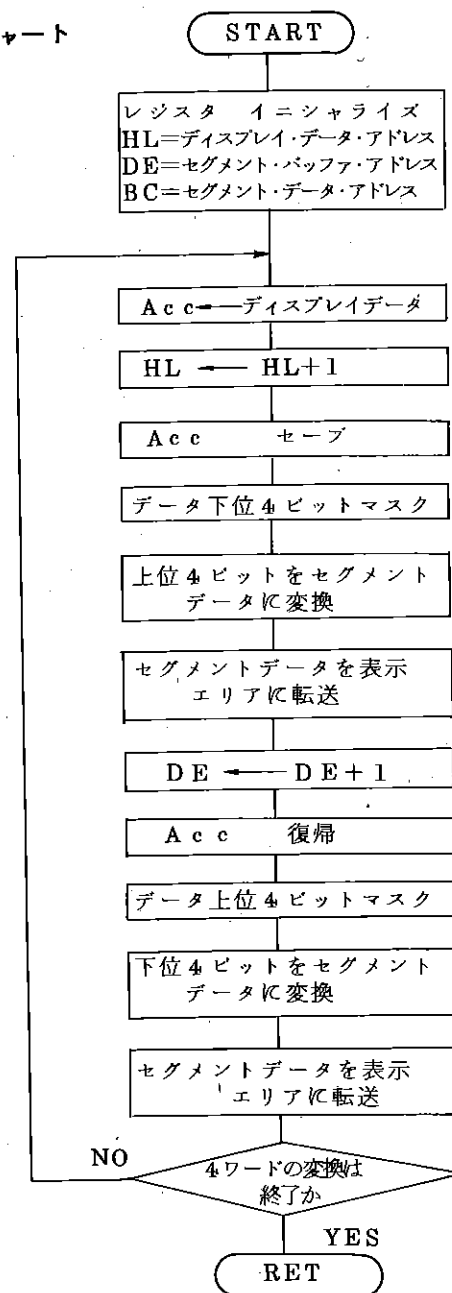 ャート
START
レジスタ イニシャライズ
HL=ディスプレイ・データ・アドレス
DE=セグメント・バッファ・アドレス
BC=セグメント・データ・アドレス
Acc←ディスプレイデータ
HL ← HL+1
Acc セーブ
データ下位4ビットマスク
上位4ビットをセグメント
データに変換
セグメントデータを表示
エリアに転送
DE ← DE+1
Acc 復帰
データ上位4ビットマスク
下位4ビットをセグメント
データに変換
セグメントデータを表示
エリアに転送
NO
4ワードの変換は
終了か
YES
RET